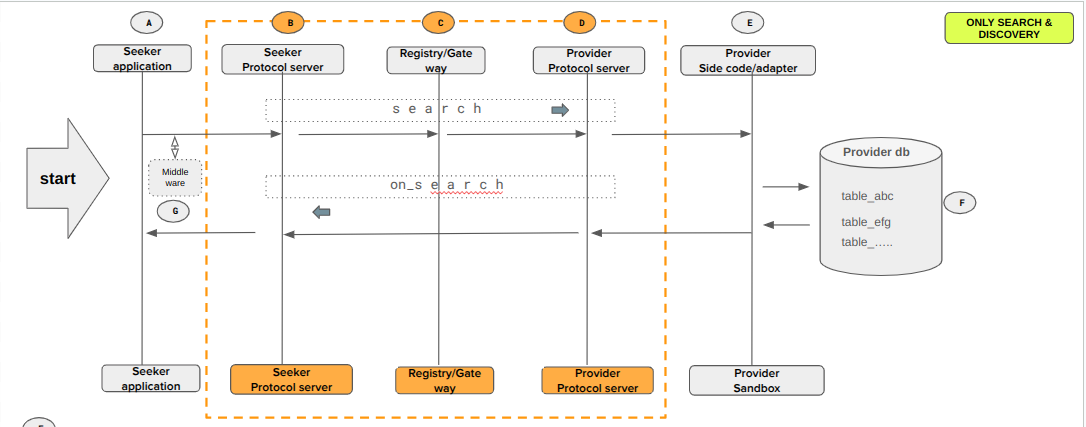 A
B
C
D
E
ONLY SEARCH &
DISCOVERY
Seeker
application
Seeker
Protocol server
Registry/Gate
way
Provider
Protocol server
Provider
Side code/adapter
search
start
Middle
ware
G
on_search
Provider db
table_abc
table_efg
table_.....
F
Seeker
application
Seeker
Protocol server
Registry/Gate
way
Provider
Protocol server
Provider
Sandbox